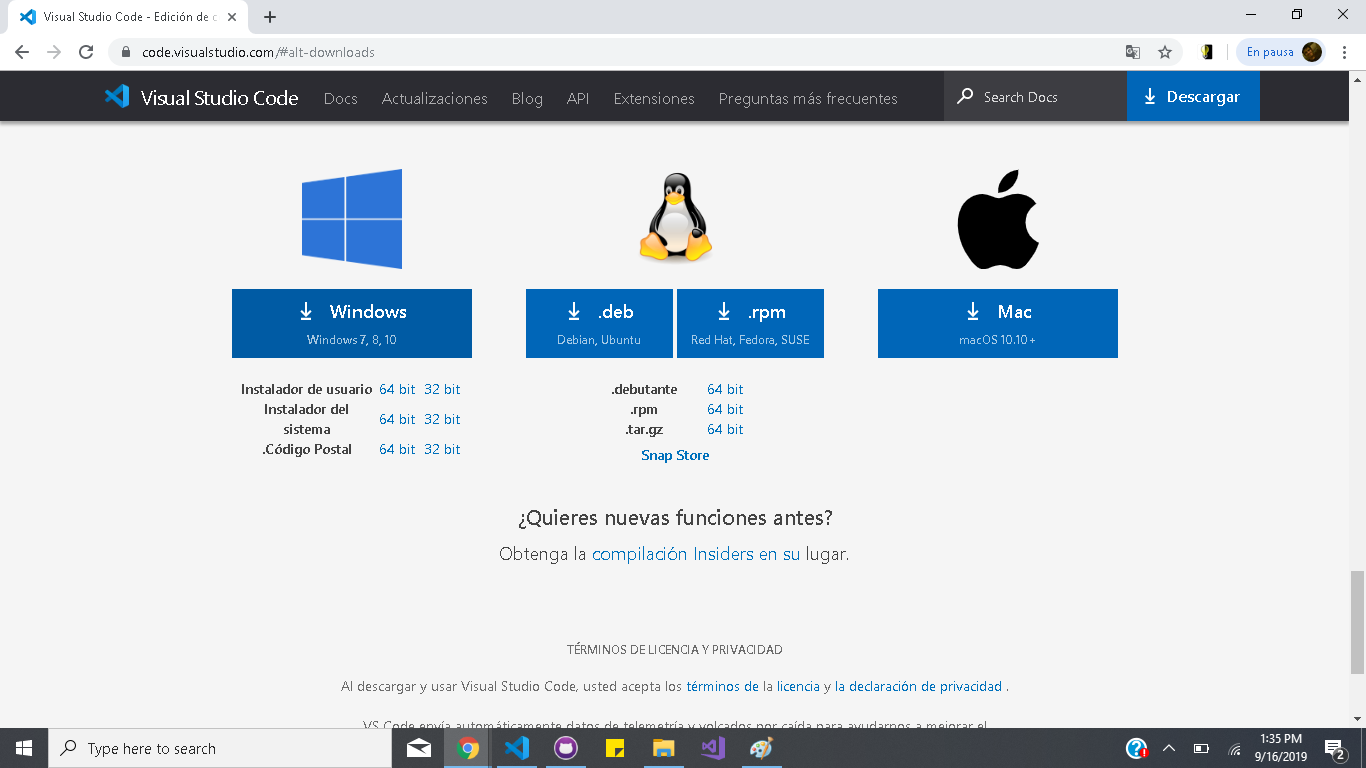 Visual Studio Code - Edición de c
code.visualstudio.com/#alt-downloads
En pausa
Visual Studio Code Docs Actualizaciones Blog API Extensiones Preguntas más frecuentes Search Docs Descargar
Windows
Windows 7, 8, 10
.deb
Debian, Ubuntu
.rpm
Red Hat, Fedora, SUSE
Mac
macOS 10.10+
Instalador de usuario 64 bit 32 bit
Instalador del
sistema 64 bit 32 bit
.Código Postal 64 bit 32 bit
.debutante 64 bit
.rpm 64 bit
.tar.gz 64 bit
Snap Store
¿Quieres nuevas funciones antes?
Obtenga la compilación Insiders en su lugar.
TÉRMINOS DE LICENCIA Y PRIVACIDAD
Al descargar y usar Visual Studio Code, usted acepta los términos de la licencia y la declaración de privacidad .
VS Code envía automáticamente datos de telemetría y volcados por caída para ayudarnos a mejorar el
Type here to search
1:35 PM
9/16/2019
2